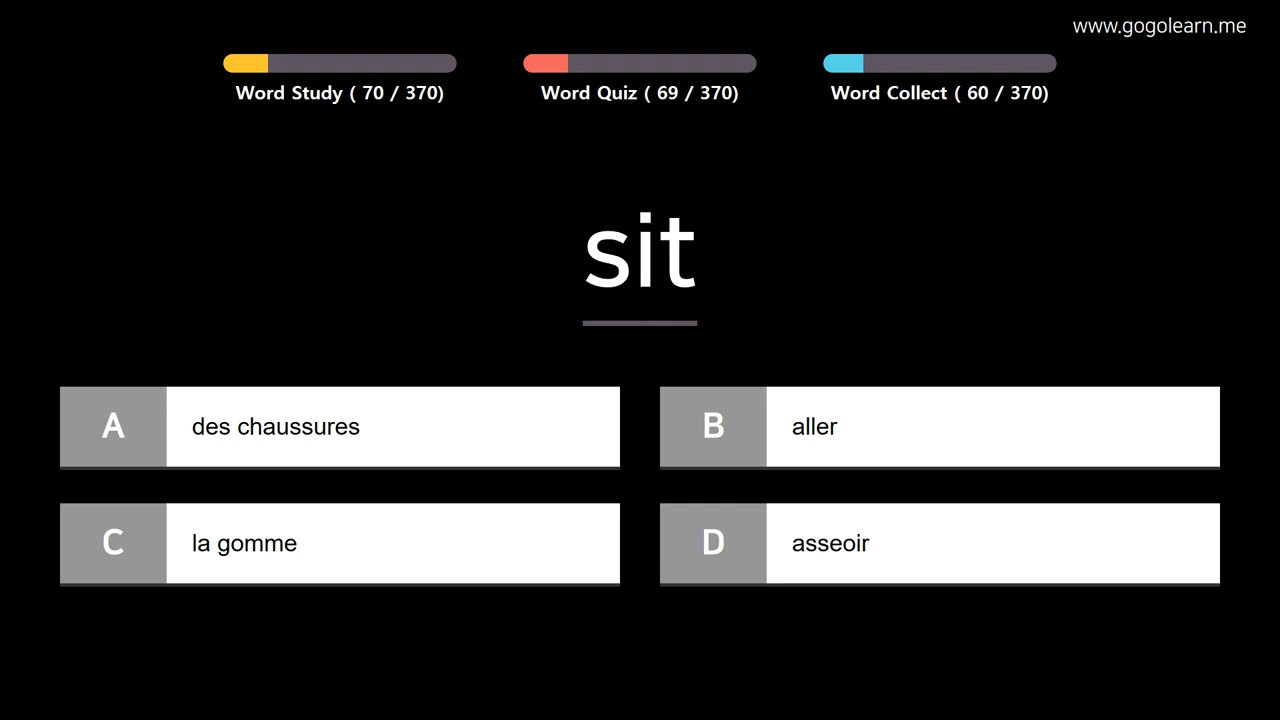 www.gogolearn.me
Word Study ( 70 / 370)
Word Quiz ( 69 / 370)
Word Collect ( 60 / 370)
sit
A des chaussures
B aller
C la gomme
D asseoir